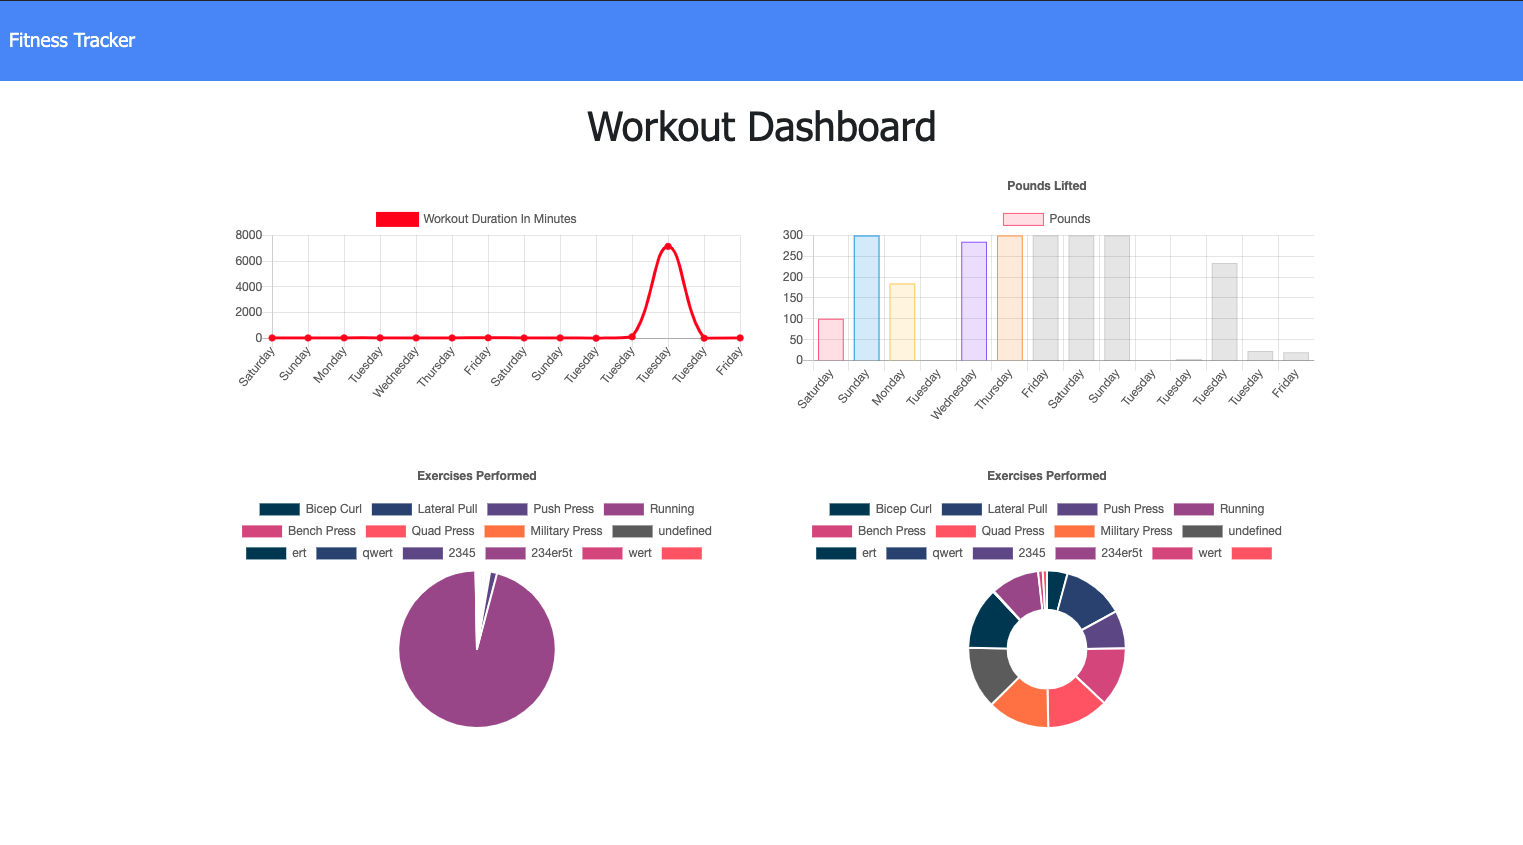 Fitness Tracker
Workout Dashboard
Workout Duration In Minutes
8000
6000
4000
2000
0
Saturday Sunday Monday Tuesday Wednesday Thursday Friday Saturday Sunday Tuesday Tuesday Tuesday Tuesday Friday
Pounds Lifted
Pounds
300
250
200
150
100
50
0
Saturday Sunday Monday Tuesday Wednesday Thursday Friday Saturday Sunday Tuesday Tuesday Tuesday Tuesday Friday
Exercises Performed
Bicep Curl Lateral Pull Push Press Running
Bench Press Quad Press Military Press undefined
ert qwert 2345 234er5t wert
Exercises Performed
Bicep Curl Lateral Pull Push Press Running
Bench Press Quad Press Military Press undefined
ert qwert 2345 234er5t wert